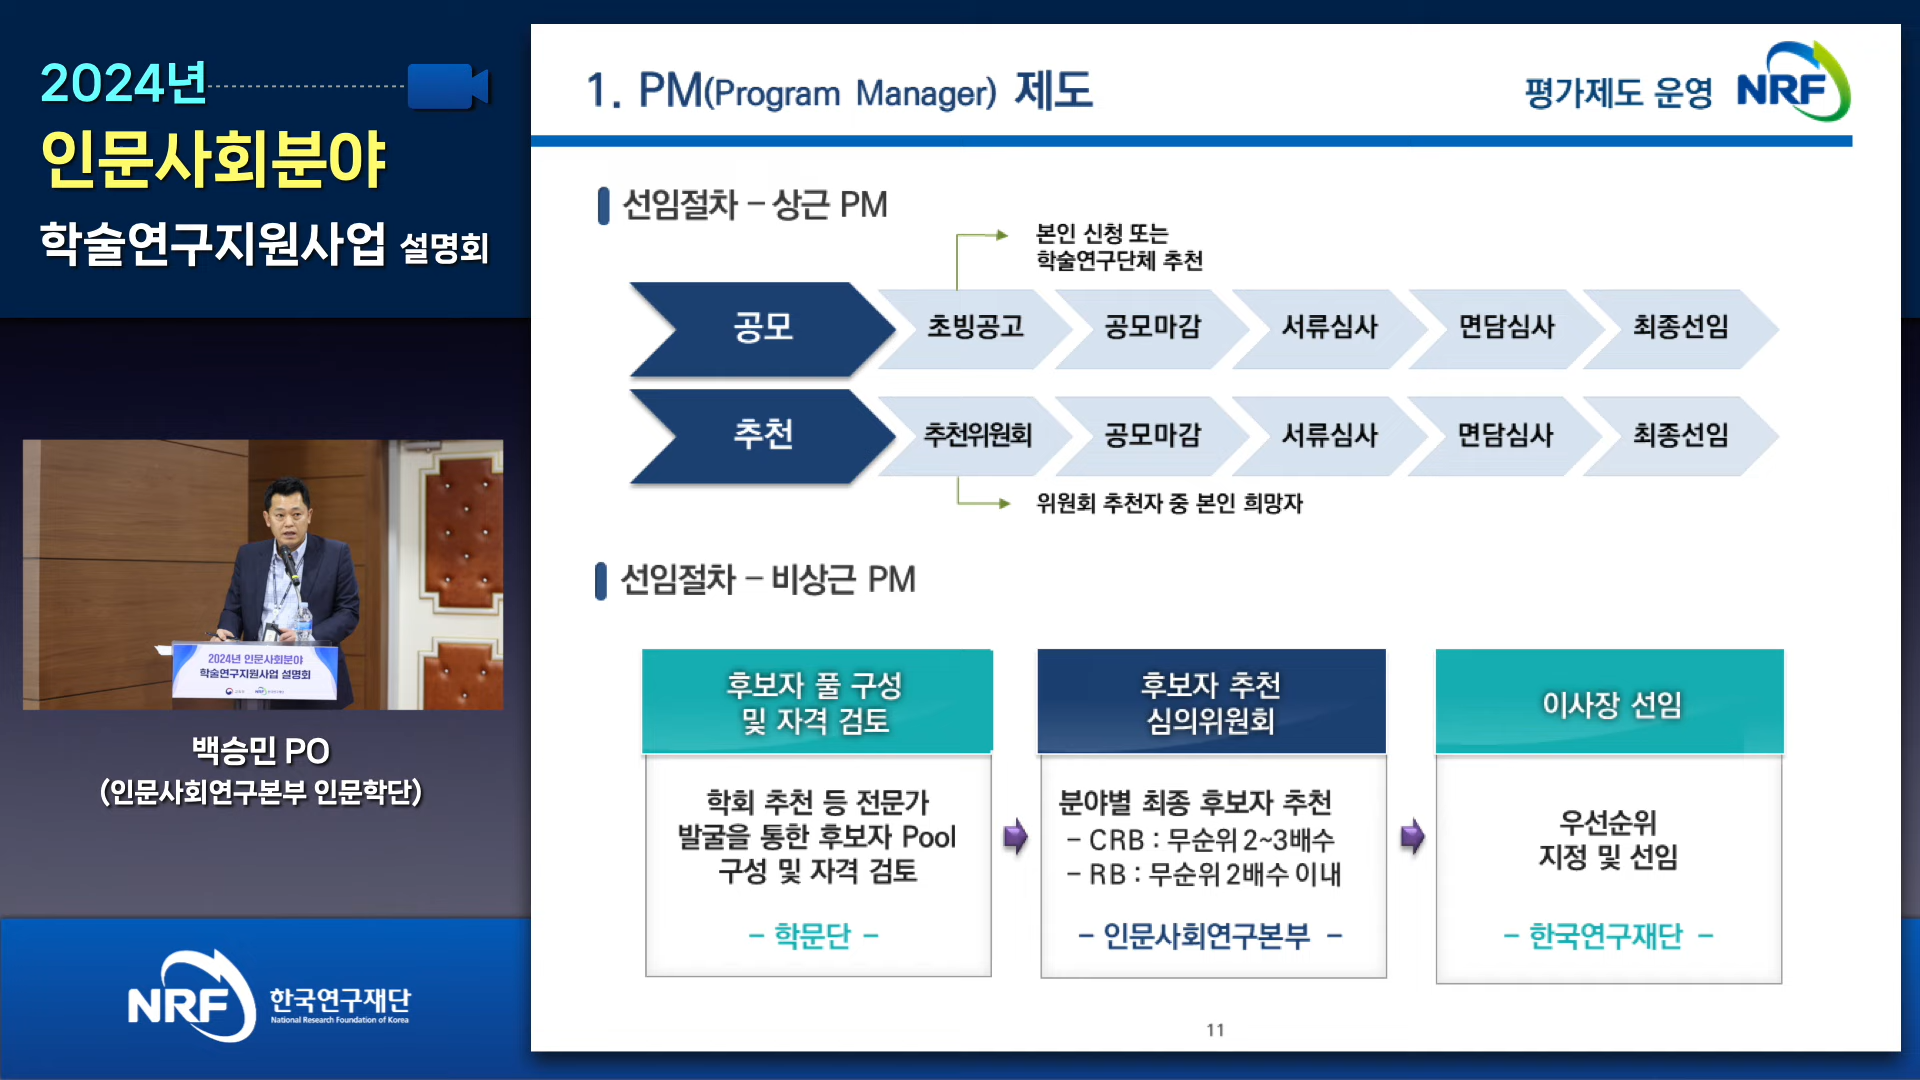 2024년
인문사회분야
학술연구지원사업 설명회
2024년 인문사회분야
학술연구지원사업 설명회
NRF
백승민 PO
(인문사회연구본부 인문학단)
NRF 한국연구재단
National Research Foundation of Korea
1. PM(Program Manager) 제도
평가제도 운영 NRF
선임절차 – 상근 PM
본인 신청 또는
학술연구단체 추천
공모 초빙공고 공모마감 서류심사 면담심사 최종선임
추천 추천위원회 공모마감 서류심사 면담심사 최종선임
위원회 추천자 중 본인 희망자
선임절차 – 비상근 PM
후보자 풀 구성
및 자격 검토
학회 추천 등 전문가
발굴을 통한 후보자 Pool
구성 및 자격 검토
– 학문단 –
후보자 추천
심의위원회
분야별 최종 후보자 추천
– CRB : 무순위 2~3배수
– RB : 무순위 2배수 이내
– 인문사회연구본부 –
이사장 선임
우선순위
지정 및 선임
– 한국연구재단 –
11